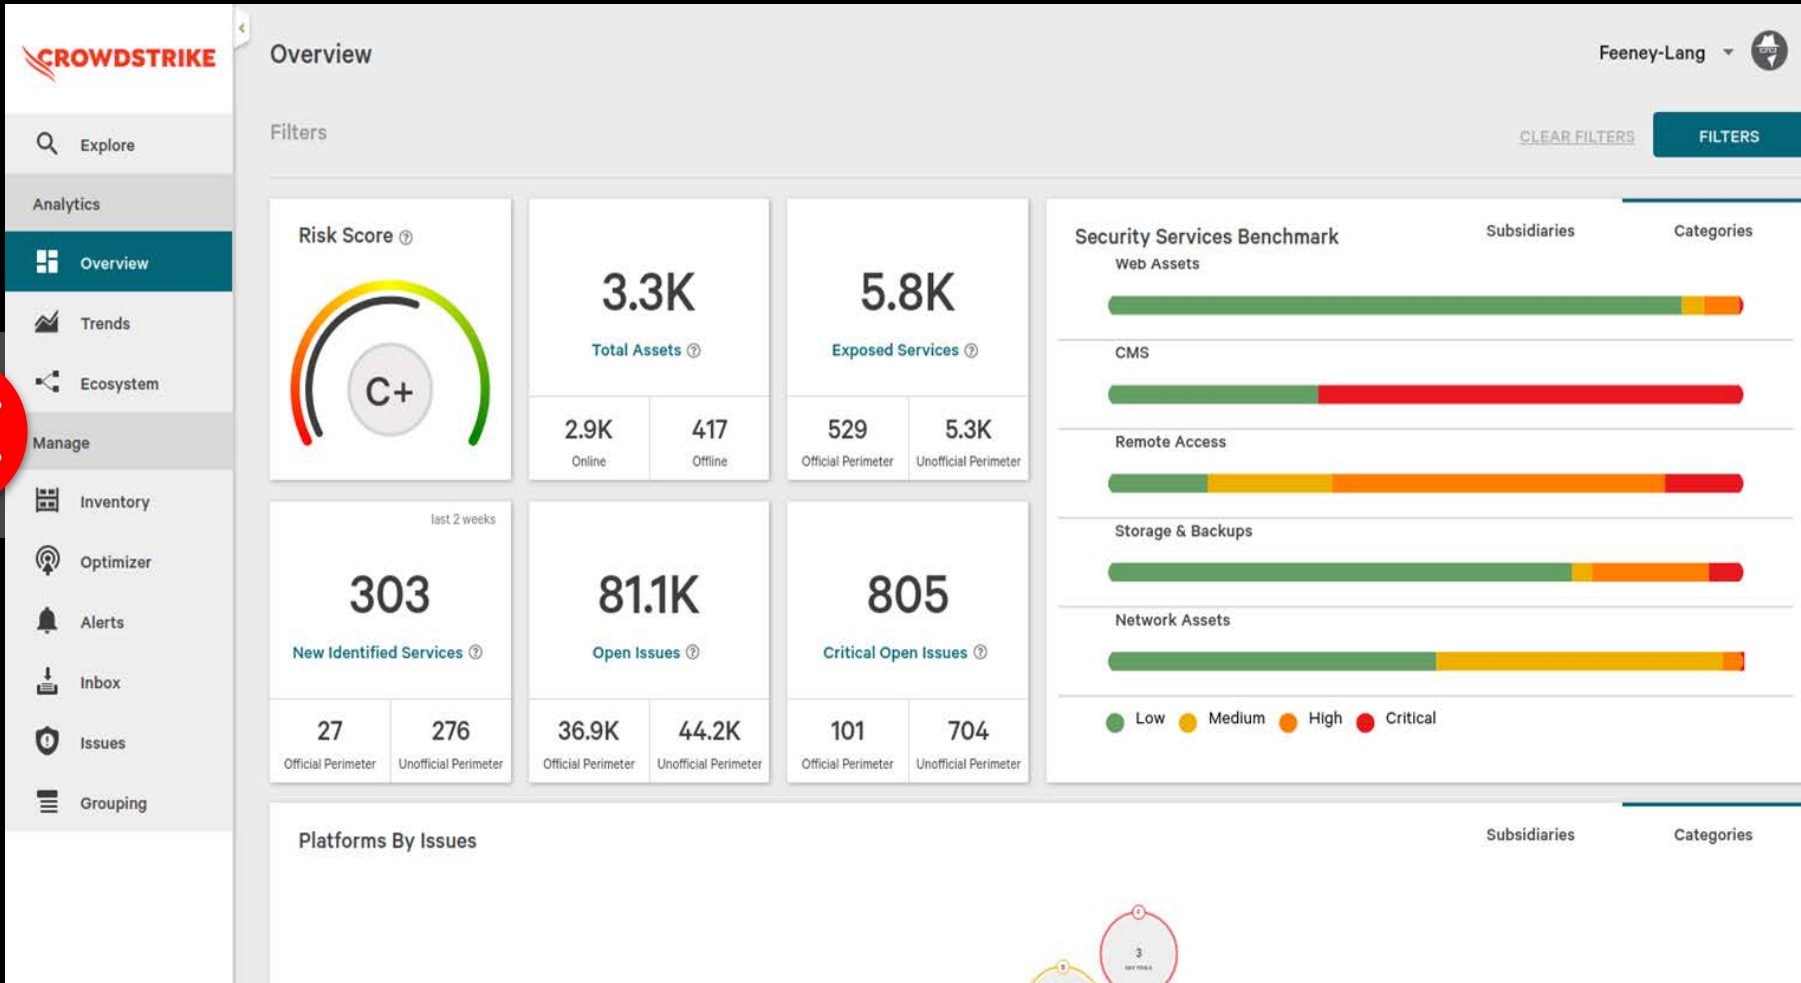 CROWDSTRIKE
Overview
Feeney-Lang
Explore
Filters
CLEAR FILTERS
FILTERS
Analytics
Overview
Trends
Ecosystem
Manage
Inventory
Optimizer
Alerts
Inbox
Issues
Grouping
Risk Score
C+
3.3K
Total Assets
2.9K
417
Online
Offline
5.8K
Exposed Services
529
5.3K
Official Perimeter
Unofficial Perimeter
last 2 weeks
303
New Identified Services
27
276
Official Perimeter
Unofficial Perimeter
81.1K
Open Issues
36.9K
44.2K
Official Perimeter
Unofficial Perimeter
805
Critical Open Issues
101
704
Official Perimeter
Unofficial Perimeter
Security Services Benchmark
Subsidiaries
Categories
Web Assets
CMS
Remote Access
Storage & Backups
Network Assets
Low
Medium
High
Critical
Platforms By Issues
Subsidiaries
Categories
3